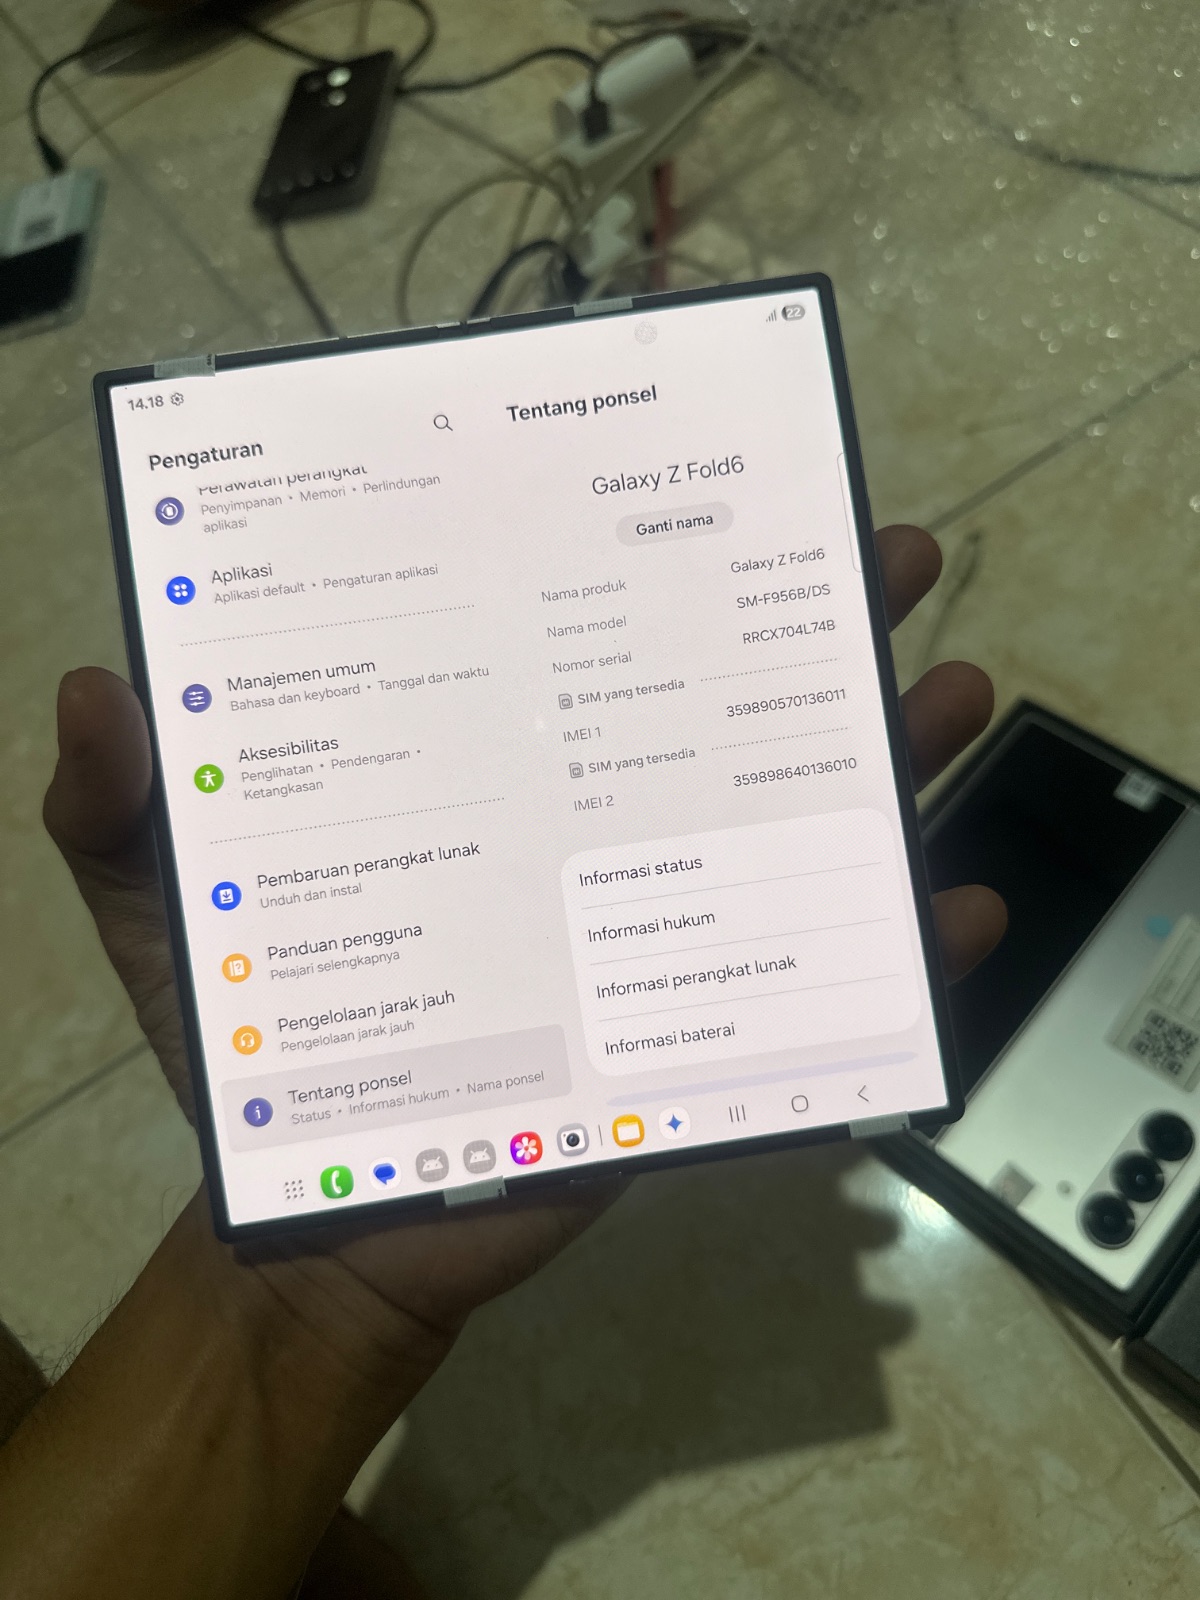 14.18
22
Pengaturan
Perawatan perangkat
Penyimpanan • Memori • Perlindungan
aplikasi
Aplikasi
Aplikasi default • Pengaturan aplikasi
Manajemen umum
Bahasa dan keyboard • Tanggal dan waktu
Aksesibilitas
Penglihatan • Pendengaran •
Ketangkasan
Pembaruan perangkat lunak
Unduh dan instal
Panduan pengguna
Pelajari selengkapnya
Pengelolaan jarak jauh
Pengelolaan jarak jauh
Tentang ponsel
Status • Informasi hukum • Nama ponsel
Tentang ponsel
Galaxy Z Fold6
Ganti nama
Nama produk Galaxy Z Fold6
Nama model SM-F956B/DS
Nomor serial RRCX704L74B
SIM yang tersedia
IMEI 1 359890570136011
SIM yang tersedia
IMEI 2 359898640136010
Informasi status
Informasi hukum
Informasi perangkat lunak
Informasi baterai